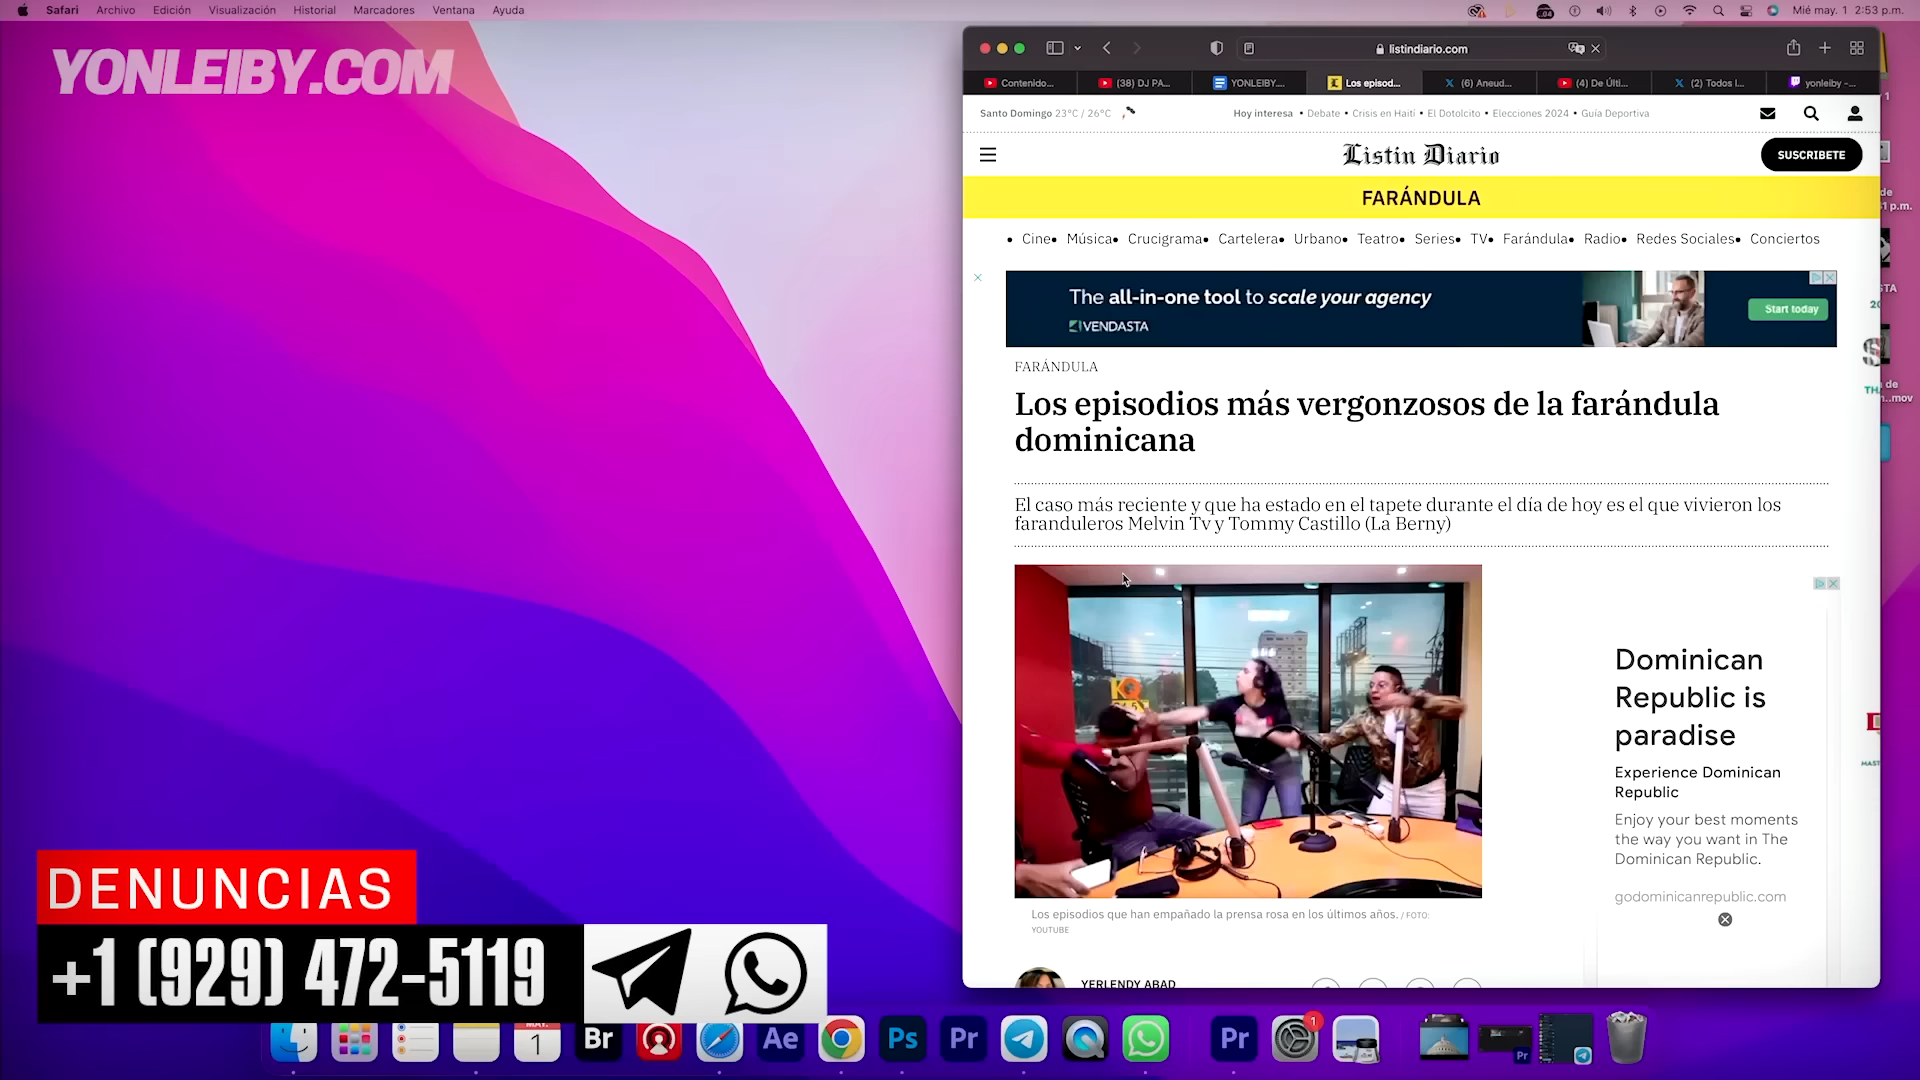 Safari Archivo Edición Visualización Historial Marcadores Ventana Ayuda
Mié may. 1 2:53 p.m.
YONLEIBY.COM
listindiario.com
Contenido...
(38) DJ PA...
YONLEIBY....
Los episod...
(6) Aneud...
(4) De Últi...
(2) Todos l...
yonleiby -...
Santo Domingo 23°C / 26°C
Hoy interesa • Debate • Crisis en Haití • El Dotolcito • Elecciones 2024 • Guía Deportiva
Listin Diario
SUSCRIBETE
FARÁNDULA
• Cine• Música• Crucigrama• Cartelera• Urbano• Teatro• Series• TV• Farándula• Radio• Redes Sociales• Conciertos
The all-in-one tool to scale your agency
VENDASTA
Start today
FARÁNDULA
Los episodios más vergonzosos de la farándula
dominicana
El caso más reciente y que ha estado en el tapete durante el día de hoy es el que vivieron los
faranduleros Melvin Tv y Tommy Castillo (La Berny)
KQ
Dominican
Republic is
paradise
Experience Dominican
Republic
Enjoy your best moments
the way you want in The
Dominican Republic.
godominicanrepublic.com
Los episodios que han empañado la prensa rosa en los últimos años. / FOTO:
YOUTUBE
YERLENDY ABAD
DENUNCIAS
+1 (929) 472-5119
MAY.
1
Br
Ae
Ps
Pr
Pr
1
Pr